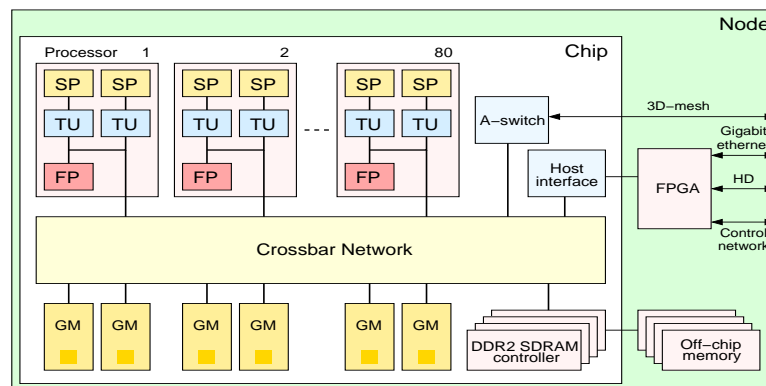 Node
Processor 1 2 80 Chip
SP SP SP SP SP SP
TU TU TU TU TU TU
A-switch
3D-mesh
Gigabit
ethernet
FP FP FP
Host
interface
FPGA
HD
Control
network
Crossbar Network
GM GM GM GM GM GM
DDR2 SDRAM
controller
Off-chip
memory